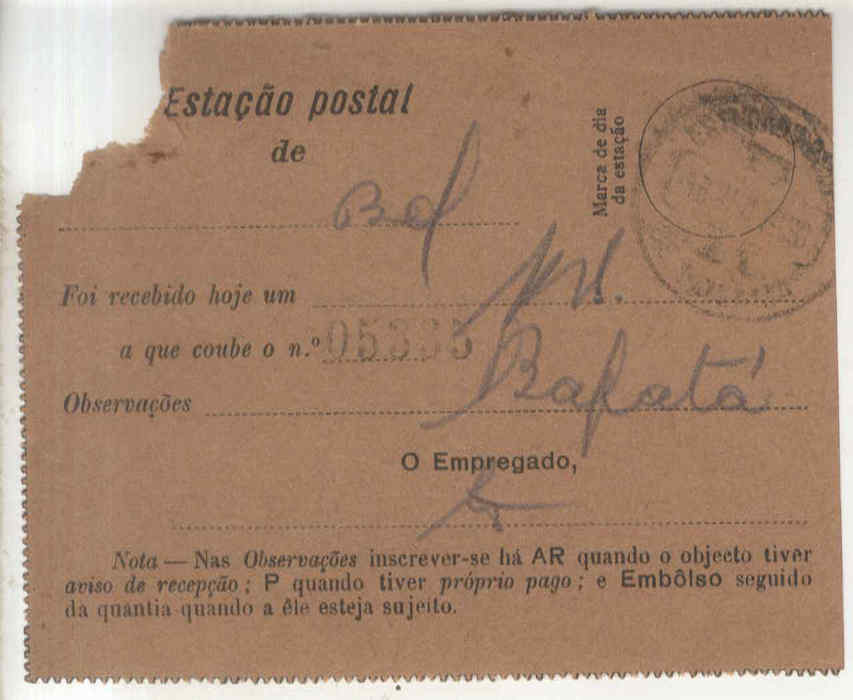 Estação postal
de
Bd
Marca de dia
da estação
Foi recebido hoje um
a que coube o n.º 05335
Observações Bafatá
O Empregado,
Nota — Nas Observações inscrever-se há AR quando o objecto tiver
aviso de recepção; P quando tiver próprio pago; e Embôlso seguido
da quantia quando a êle esteja sujeito.